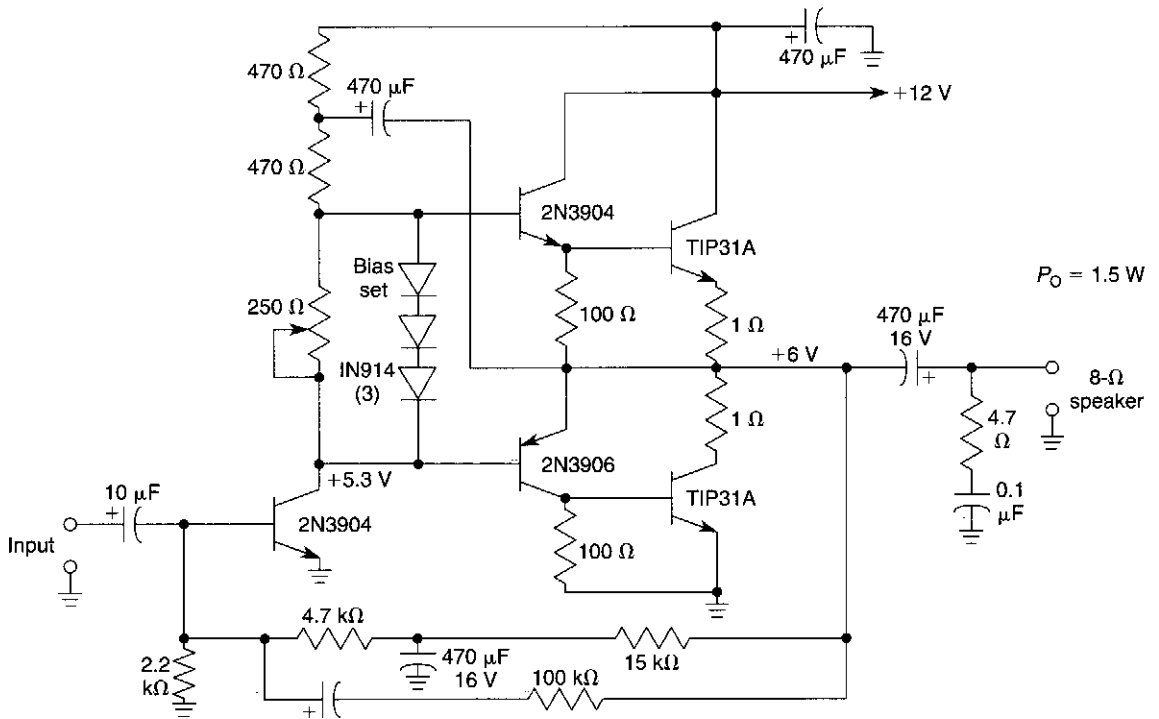 470 Ω
+
470 μF
470 μF
+
+12 V
470 Ω
2N3904
TIP31A
Bias
set
P_O = 1.5 W
250 Ω
100 Ω
1 Ω
470 μF
16 V
+6 V
+
IN914
(3)
8-Ω
speaker
1 Ω
4.7
Ω
2N3906
+5.3 V
TIP31A
10 μF
+
0.1
μF
2N3904
Input
100 Ω
4.7 kΩ
2.2
kΩ
470 μF
16 V
15 kΩ
100 kΩ
+